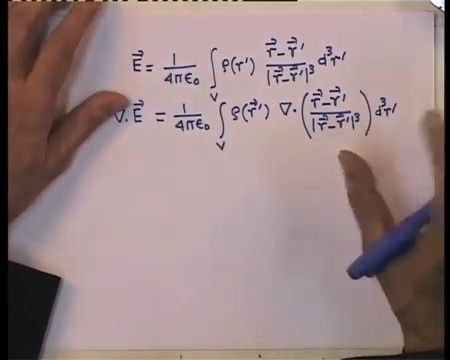 \vec{E} = \frac{1}{4\pi\epsilon_0} \int_V \rho(r') \frac{\vec{r}-\vec{r}'}{|\vec{r}-\vec{r}'|^3} d^3r'
\nabla \cdot \vec{E} = \frac{1}{4\pi\epsilon_0} \int_V \rho(\vec{r}') \nabla \cdot \left( \frac{\vec{r}-\vec{r}'}{|\vec{r}-\vec{r}'|^3} \right) d^3r'